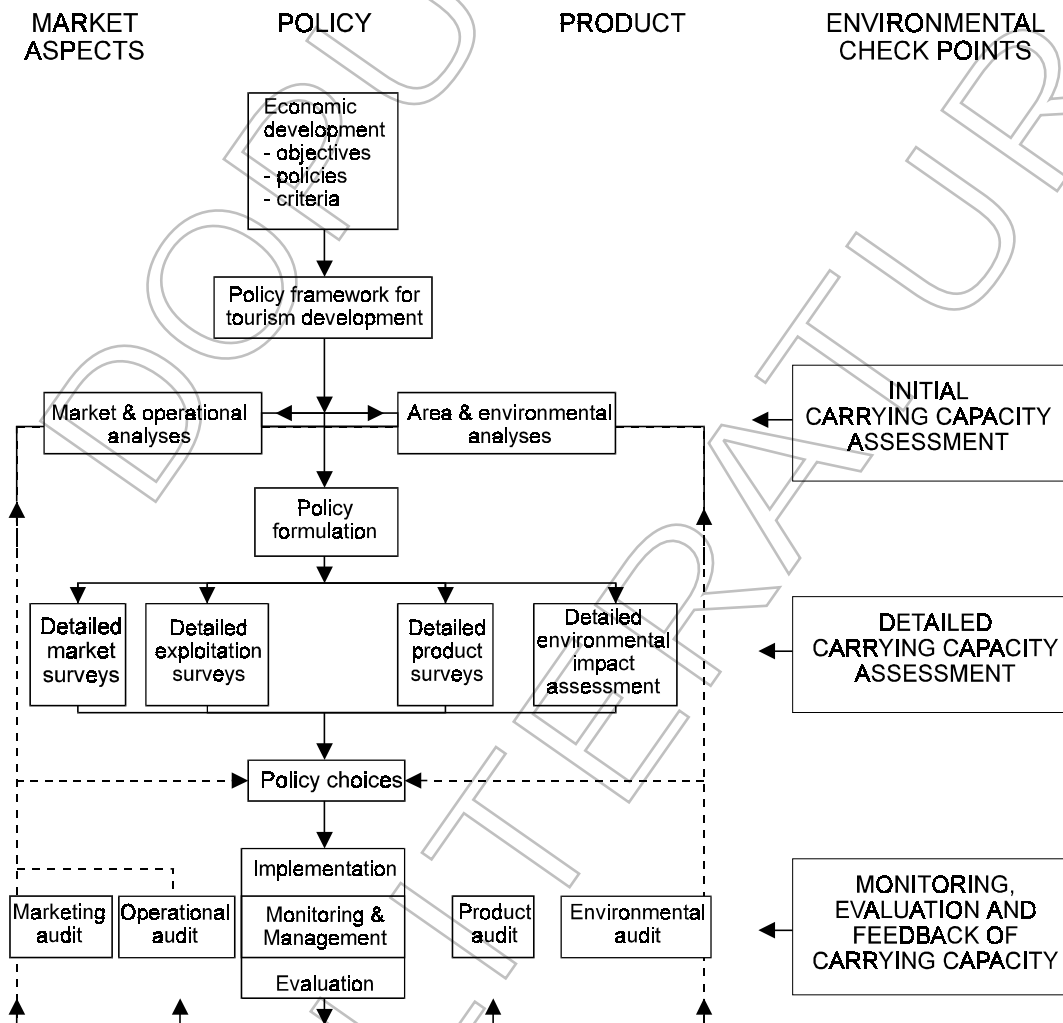 MARKET
ASPECTS
POLICY
PRODUCT
ENVIRONMENTAL
CHECK POINTS
Economic
development
- objectives
- policies
- criteria
Policy framework for
tourism development
Market & operational
analyses
Area & environmental
analyses
INITIAL
CARRYING CAPACITY
ASSESSMENT
Policy
formulation
Detailed
market
surveys
Detailed
exploitation
surveys
Detailed
product
surveys
Detailed
environmental
impact
assessment
DETAILED
CARRYING CAPACITY
ASSESSMENT
Policy choices
Implementation
Marketing
audit
Operational
audit
Monitoring &
Management
Product
audit
Environmental
audit
Evaluation
MONITORING,
EVALUATION AND
FEEDBACK OF
CARRYING CAPACITY
DOPU
LITERATUR